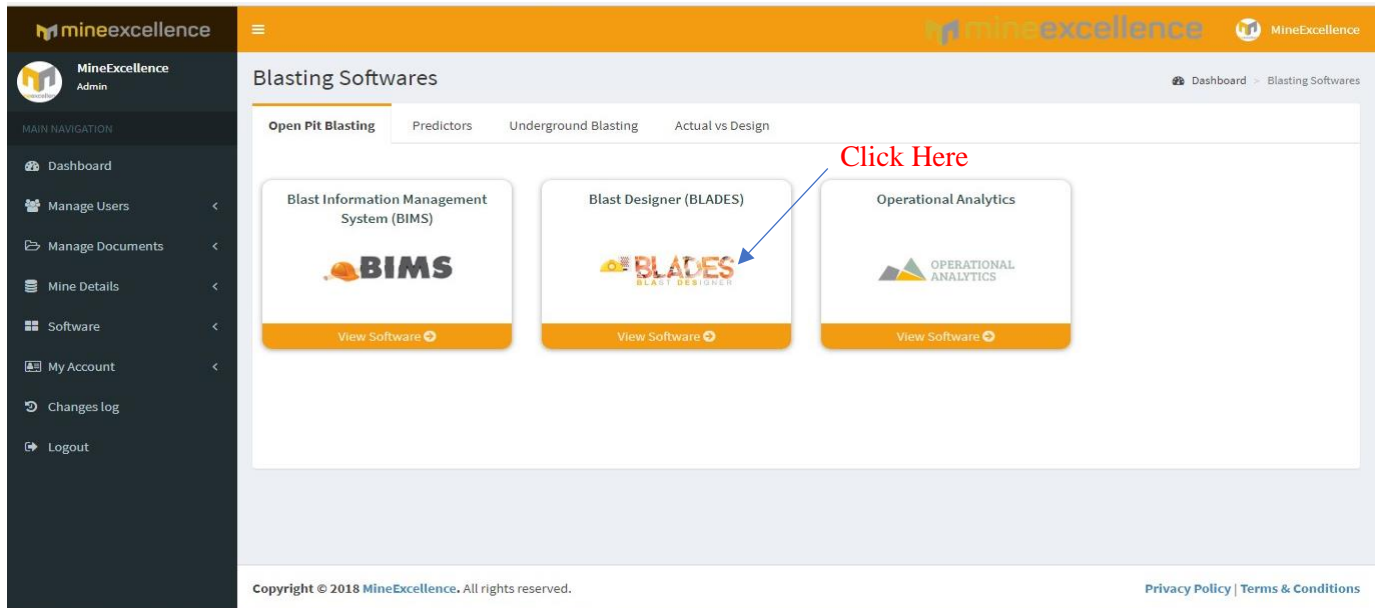 mineexcellence
mineexcellence
MineExcellence
MineExcellence
Admin
Blasting Softwares
Dashboard > Blasting Softwares
MAIN NAVIGATION
Open Pit Blasting Predictors Underground Blasting Actual vs Design
Click Here
Dashboard
Manage Users <
Manage Documents <
Mine Details <
Software <
My Account <
Changes log
Logout
Blast Information Management
System (BIMS)
BIMS
View Software
Blast Designer (BLADES)
BLADES
BLAST DESIGNER
View Software
Operational Analytics
OPERATIONAL
ANALYTICS
View Software
Copyright © 2018 MineExcellence. All rights reserved.
Privacy Policy | Terms & Conditions